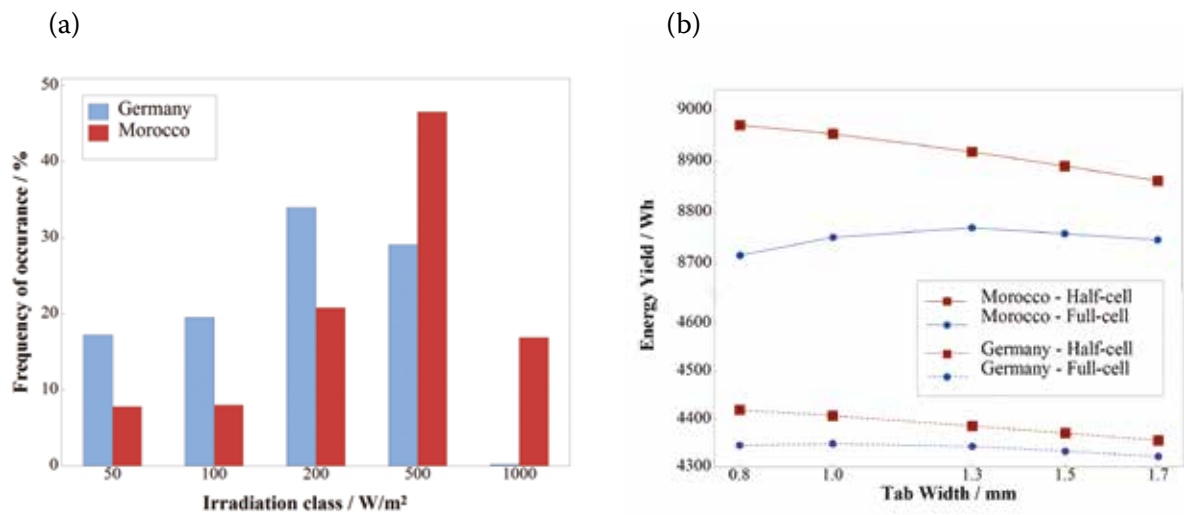 (a)
50
40
30
20
10
0
Frequency of occurance / %
Germany
Morocco
50 100 200 500 1000
Irradiation class / W/m²
(b)
9000
8900
8800
8700
4600
4500
4400
4300
Energy Yield / Wh
Morocco - Half-cell
Morocco - Full-cell
Germany - Half-cell
Germany - Full-cell
0.8 1.0 1.3 1.5 1.7
Tab Width / mm